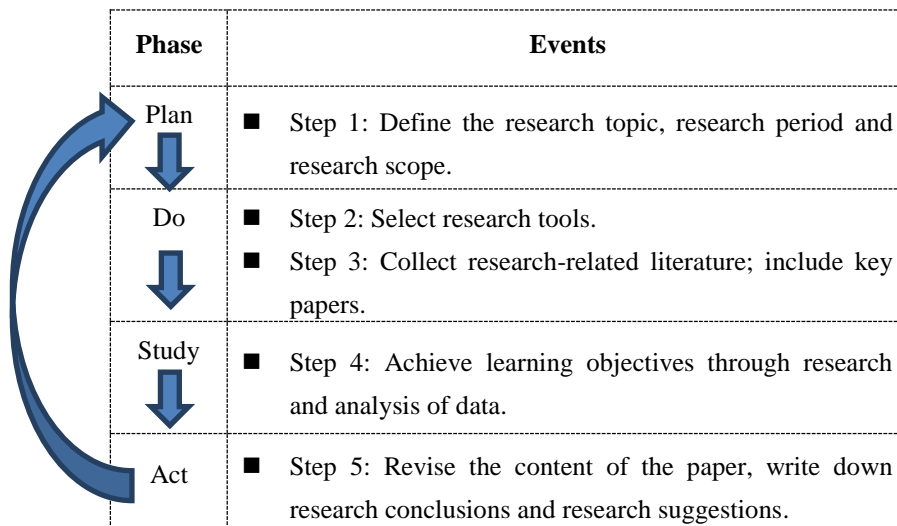 Phase Events
Plan
■ Step 1: Define the research topic, research period and
research scope.
Do
■ Step 2: Select research tools.
■ Step 3: Collect research-related literature; include key
papers.
Study
■ Step 4: Achieve learning objectives through research
and analysis of data.
Act
■ Step 5: Revise the content of the paper, write down
research conclusions and research suggestions.